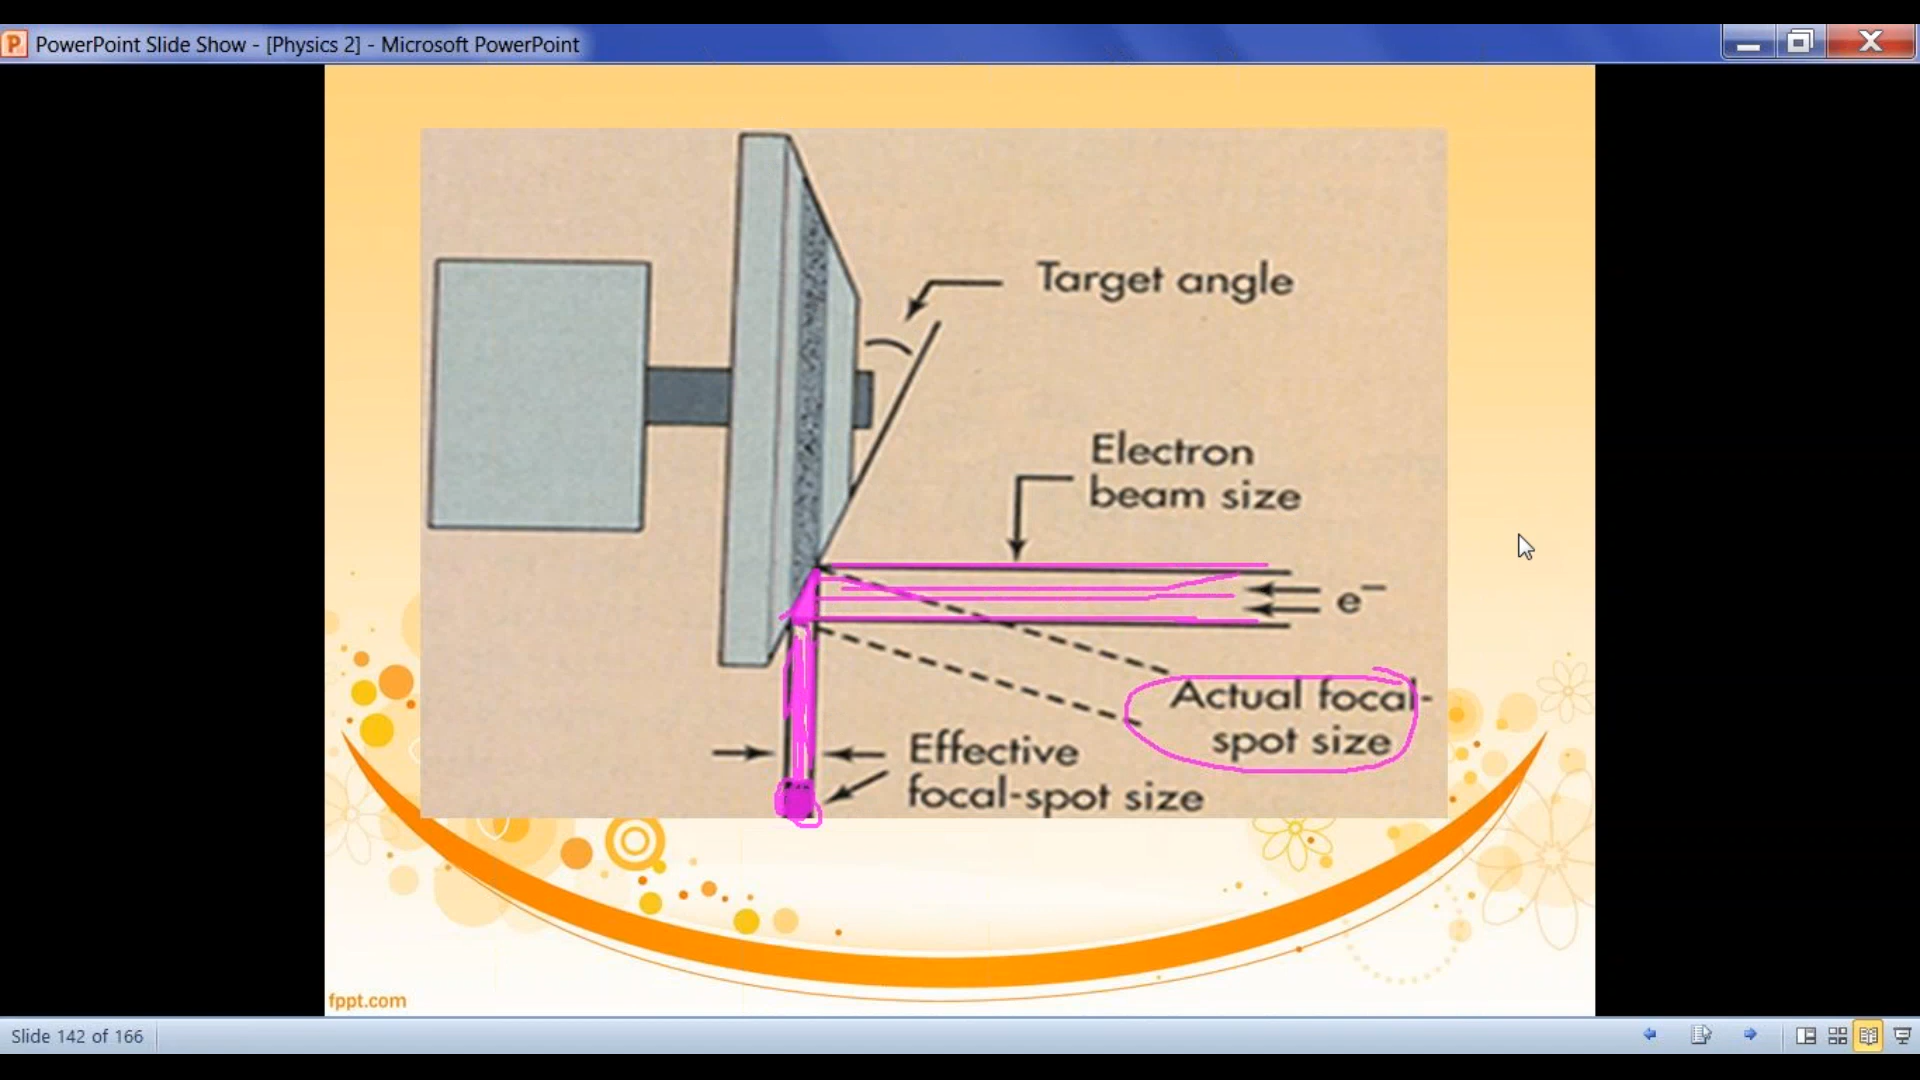 PowerPoint Slide Show - [Physics 2] - Microsoft PowerPoint
Target angle
Electron
beam size
e–
Actual focal-
spot size
Effective
focal-spot size
fppt.com
Slide 142 of 166